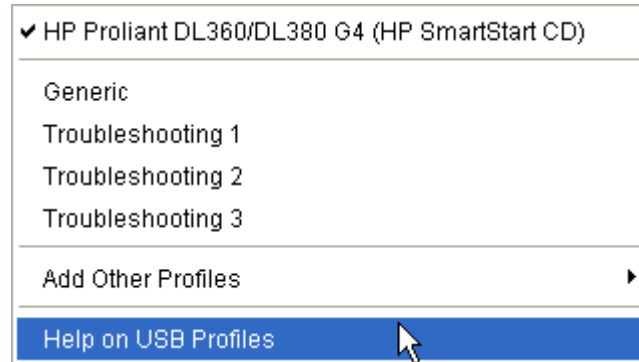 HP Proliant DL360/DL380 G4 (HP SmartStart CD)
Generic
Troubleshooting 1
Troubleshooting 2
Troubleshooting 3
Add Other Profiles
Help on USB Profiles